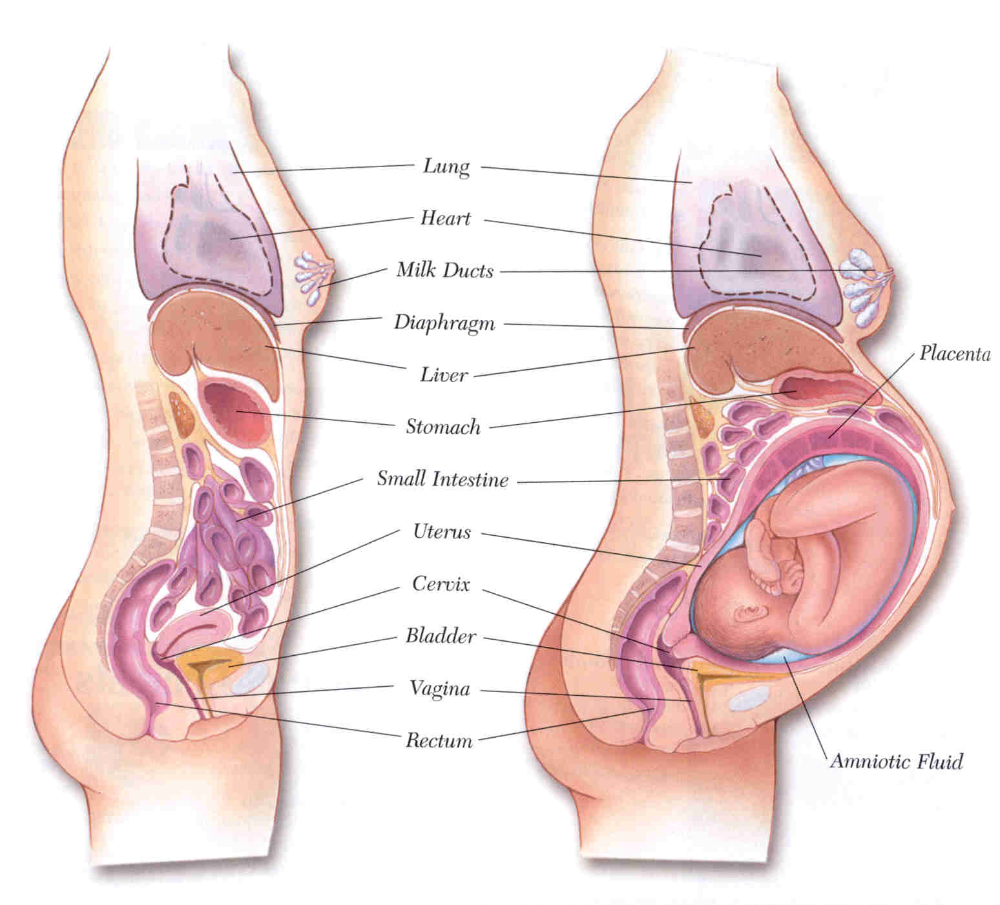 Lung
Heart
Milk Ducts
Diaphragm
Placenta
Liver
Stomach
Small Intestine
Uterus
Cervix
Bladder
Vagina
Rectum
Amniotic Fluid